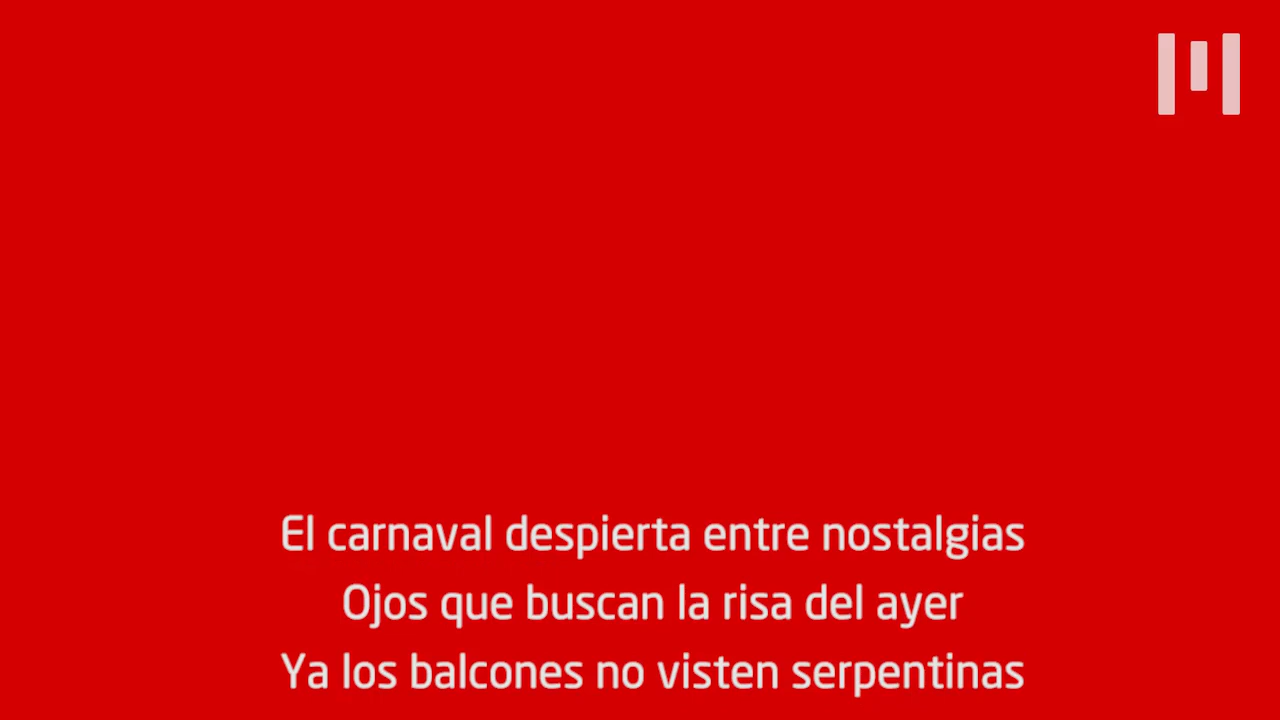 El carnaval despierta entre nostalgias
Ojos que buscan la risa del ayer
Ya los balcones no visten serpentinas